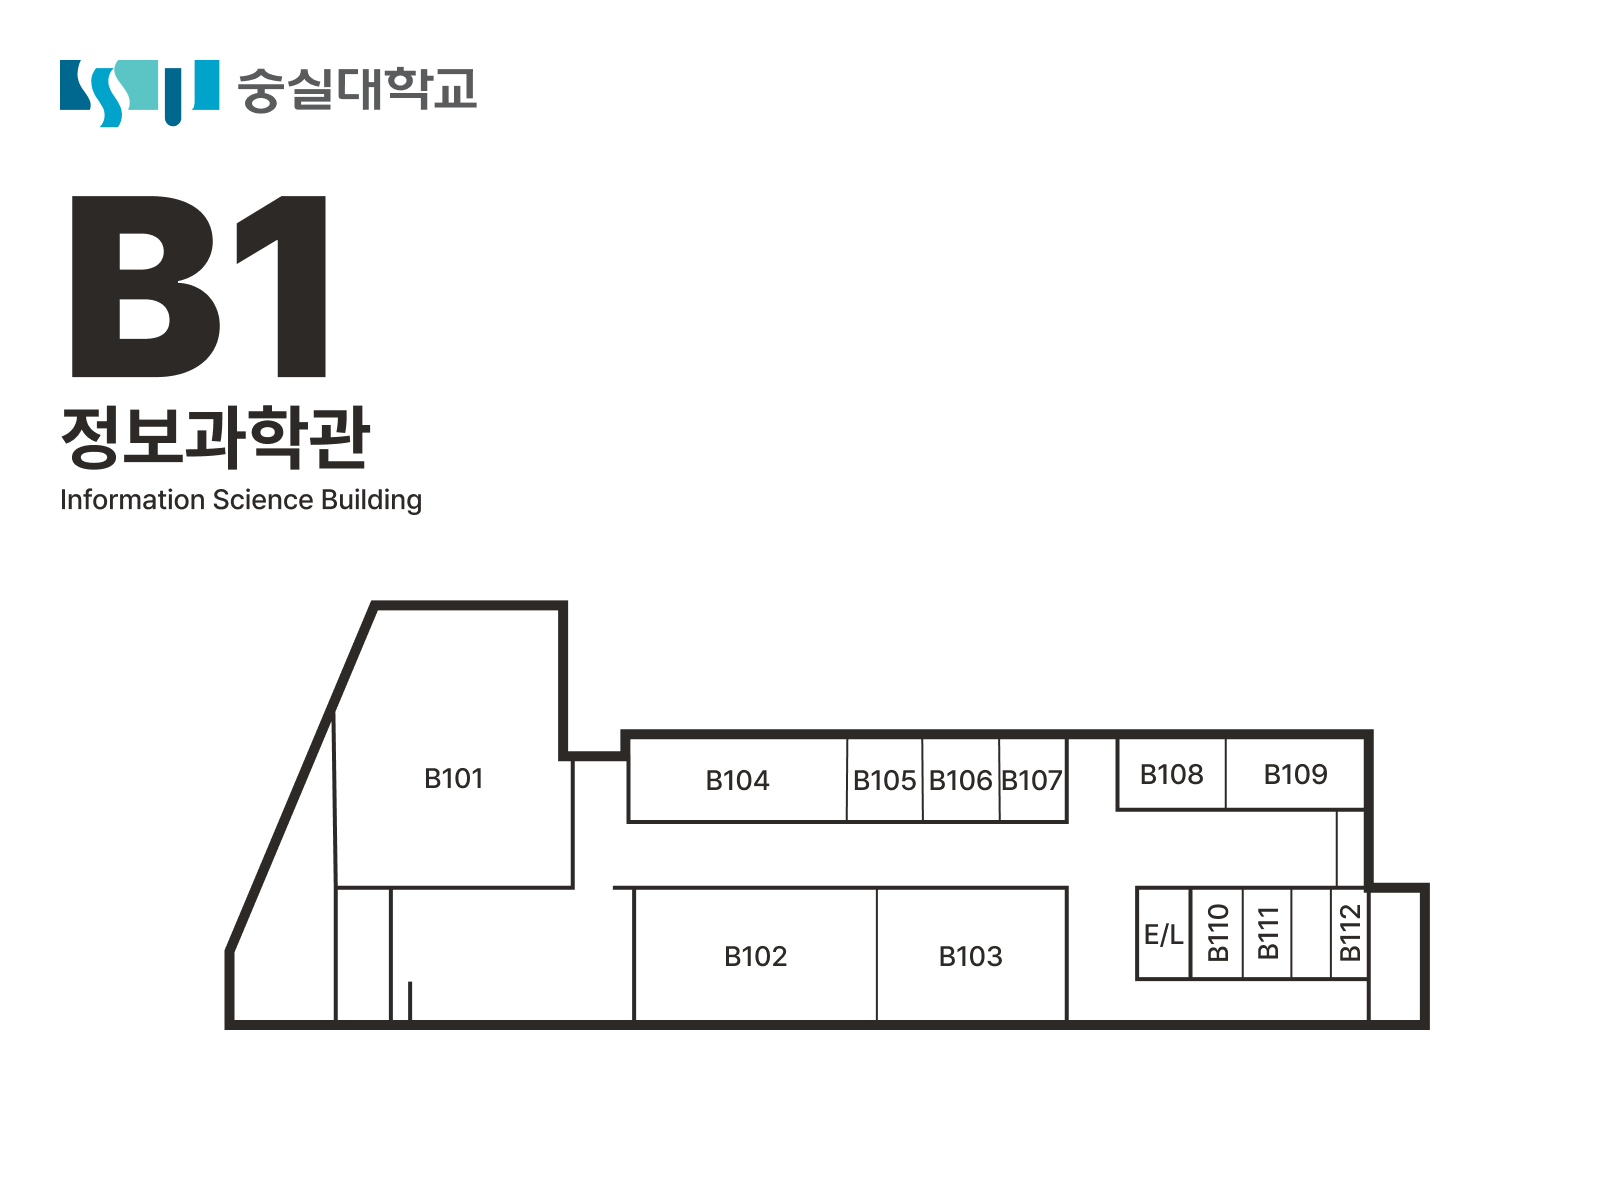 숭실대학교
B1
정보과학관
Information Science Building
B101
B104
B105
B106
B107
B108
B109
B102
B103
E/L
B110
B111
B112